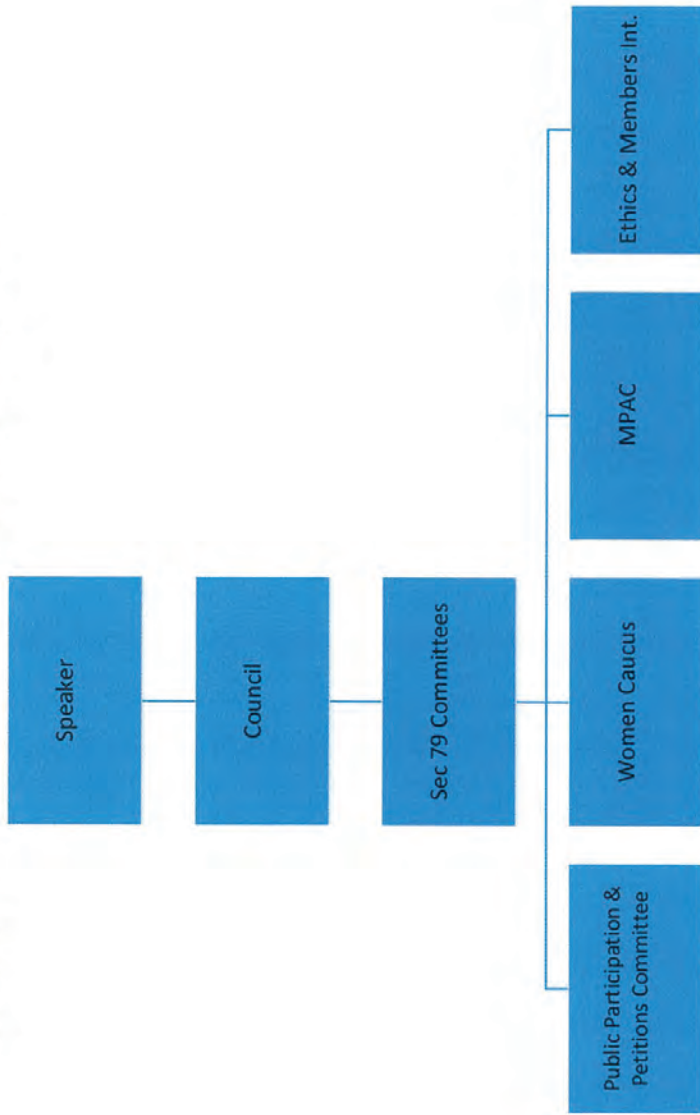 Speaker
Council
Sec 79 Committees
Public Participation &
Petitions Committee
Women Caucus
MPAC
Ethics & Members Int.